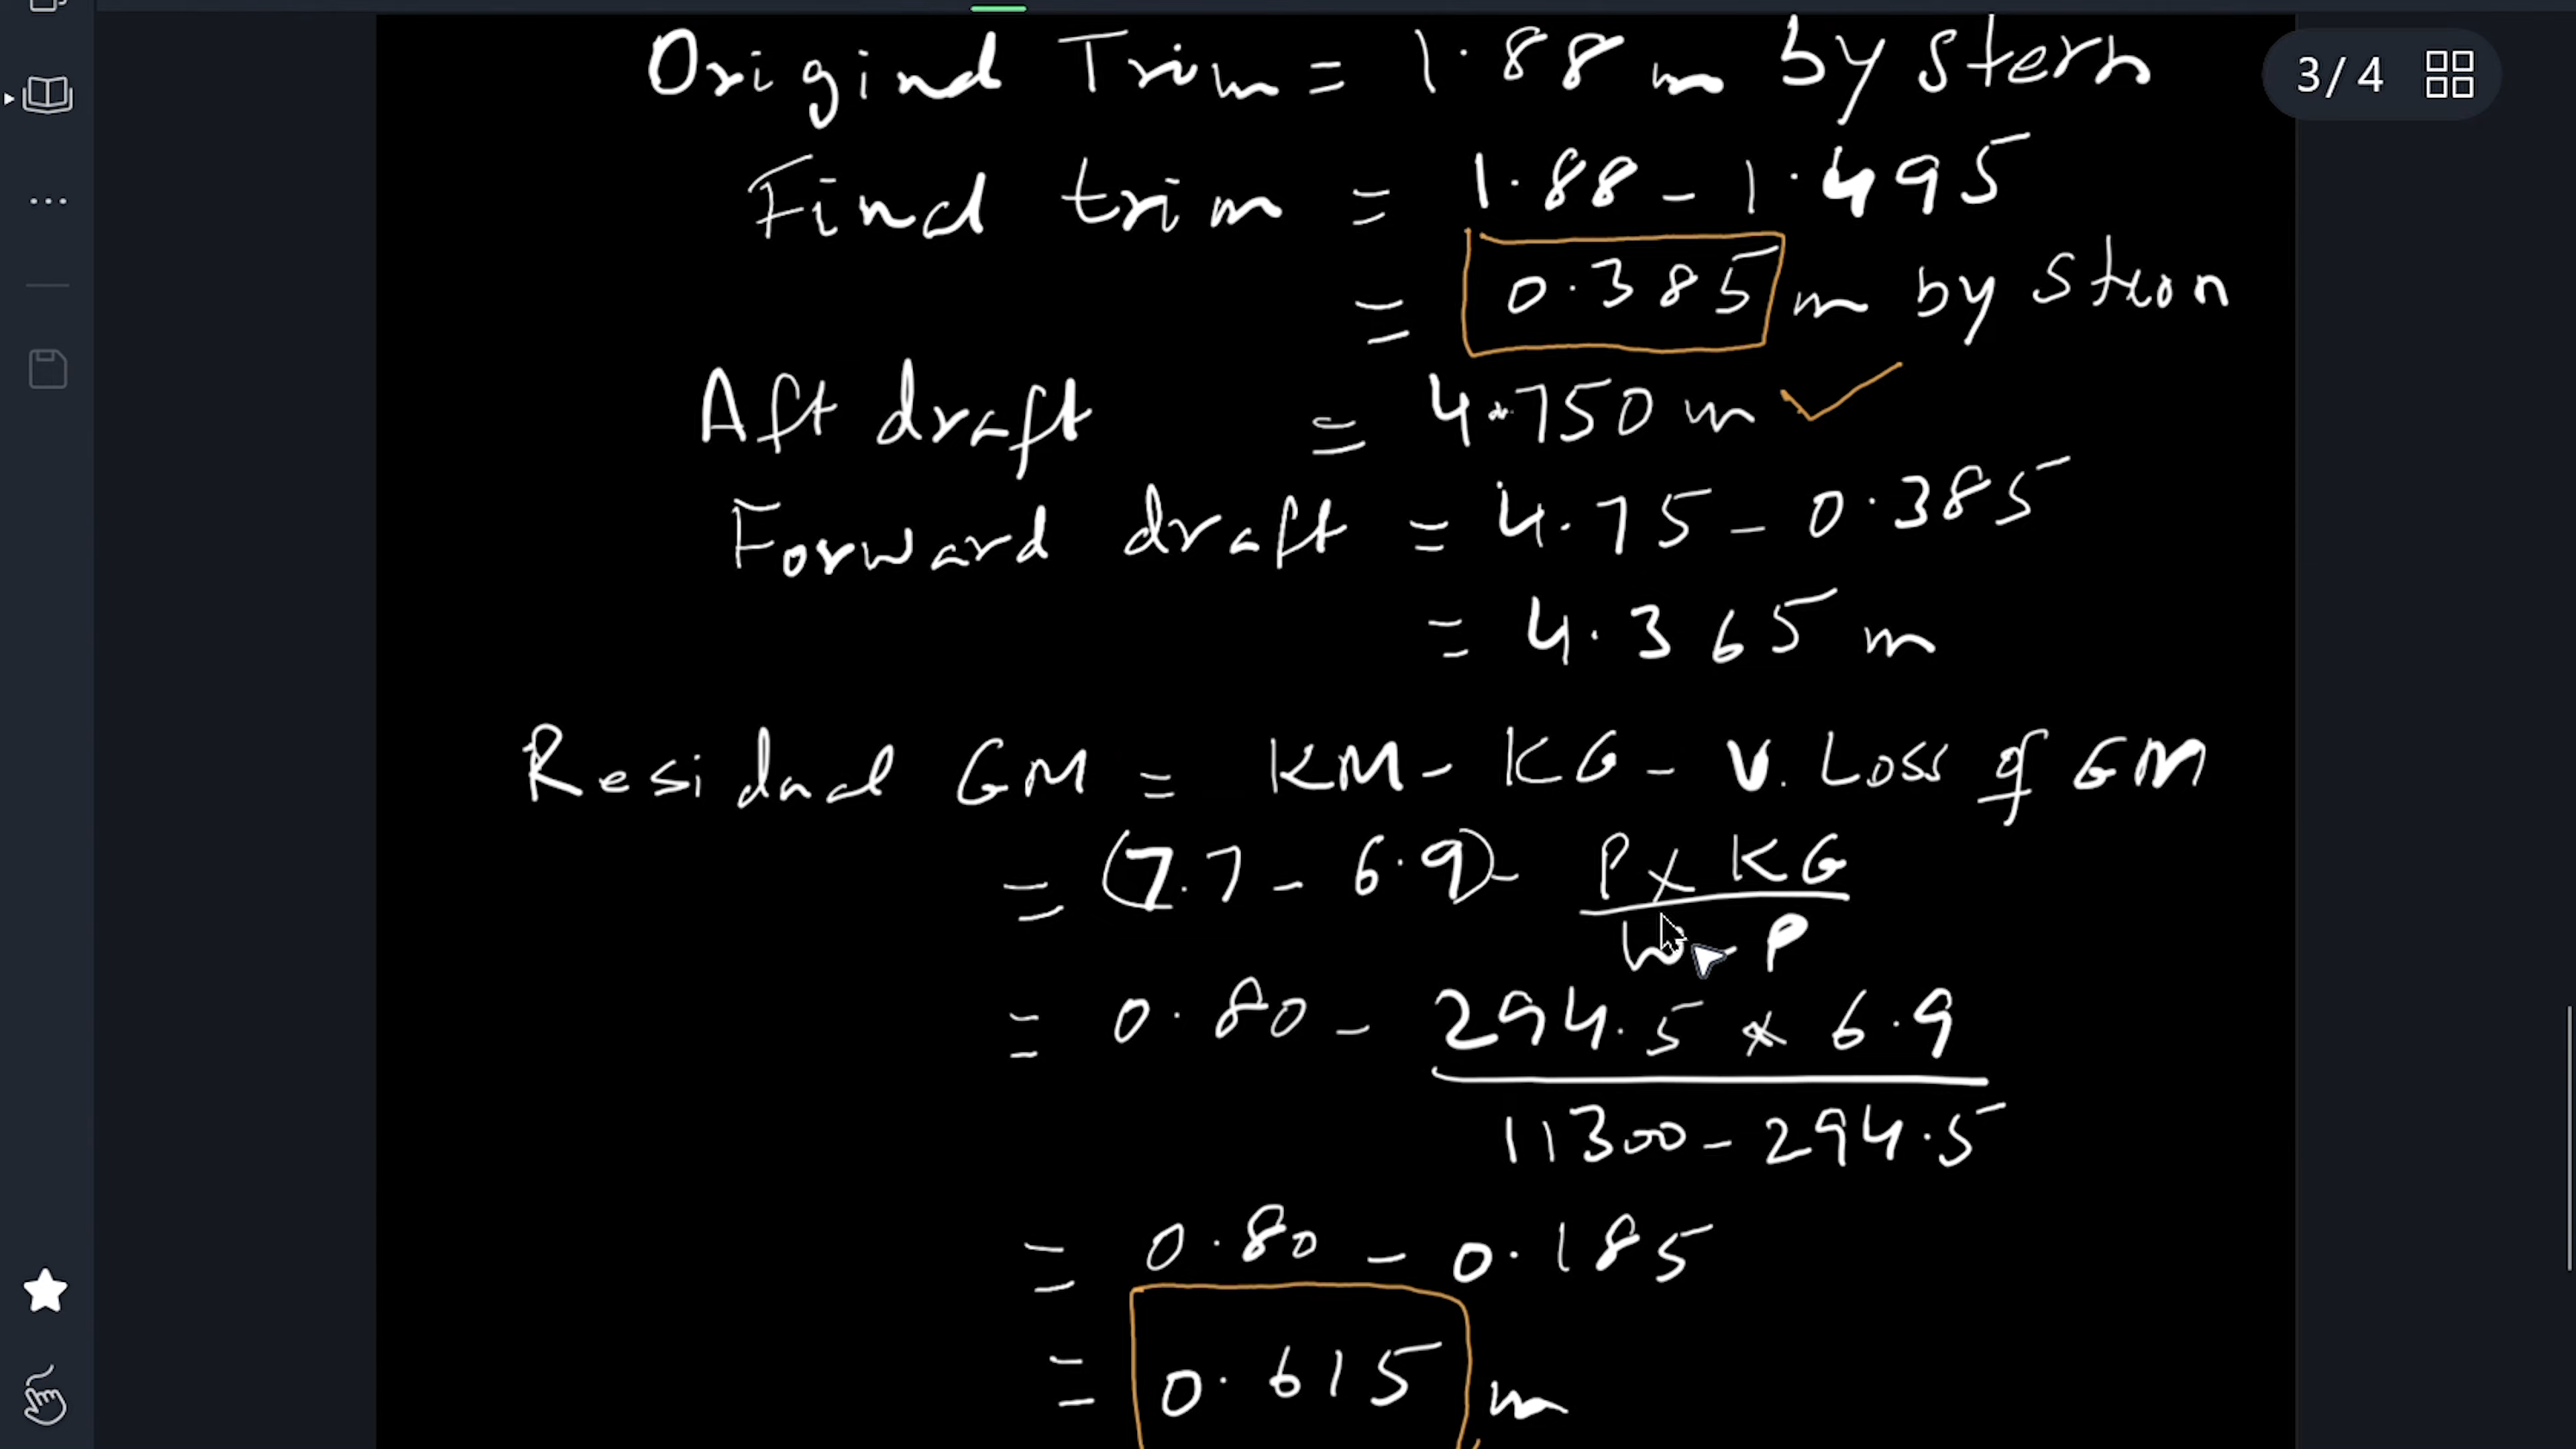 3/4
Original Trim = 1.88 m by stern
Final trim = 1.88 - 1.495
= 0.385 m by stern
Aft draft = 4.750 m ✓
Forward draft = 4.75 - 0.385
= 4.365 m
Residual GM = KM - KG - V. Loss of GM
= (7.7 - 6.9) - P x KG / W - P
= 0.80 - 294.5 * 6.9 / 11300 - 294.5
= 0.80 - 0.185
= 0.615 m